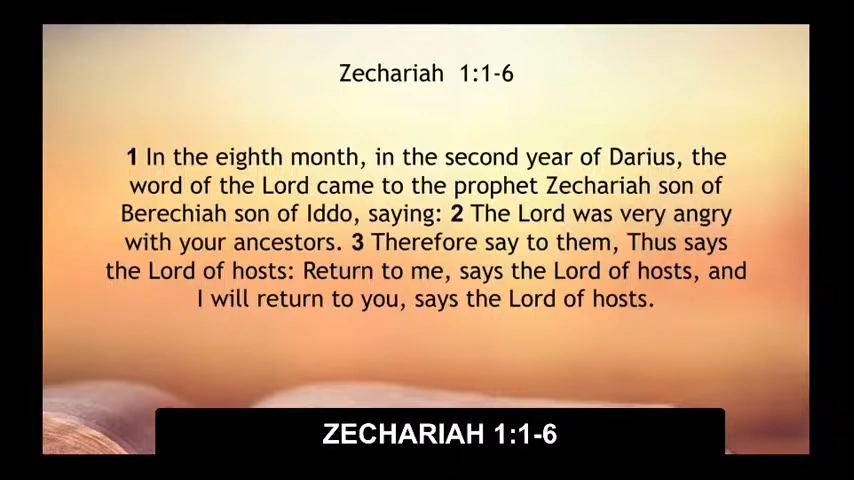 Zechariah 1:1-6
1 In the eighth month, in the second year of Darius, the
word of the Lord came to the prophet Zechariah son of
Berechiah son of Iddo, saying: 2 The Lord was very angry
with your ancestors. 3 Therefore say to them, Thus says
the Lord of hosts: Return to me, says the Lord of hosts, and
I will return to you, says the Lord of hosts.
ZECHARIAH 1:1-6